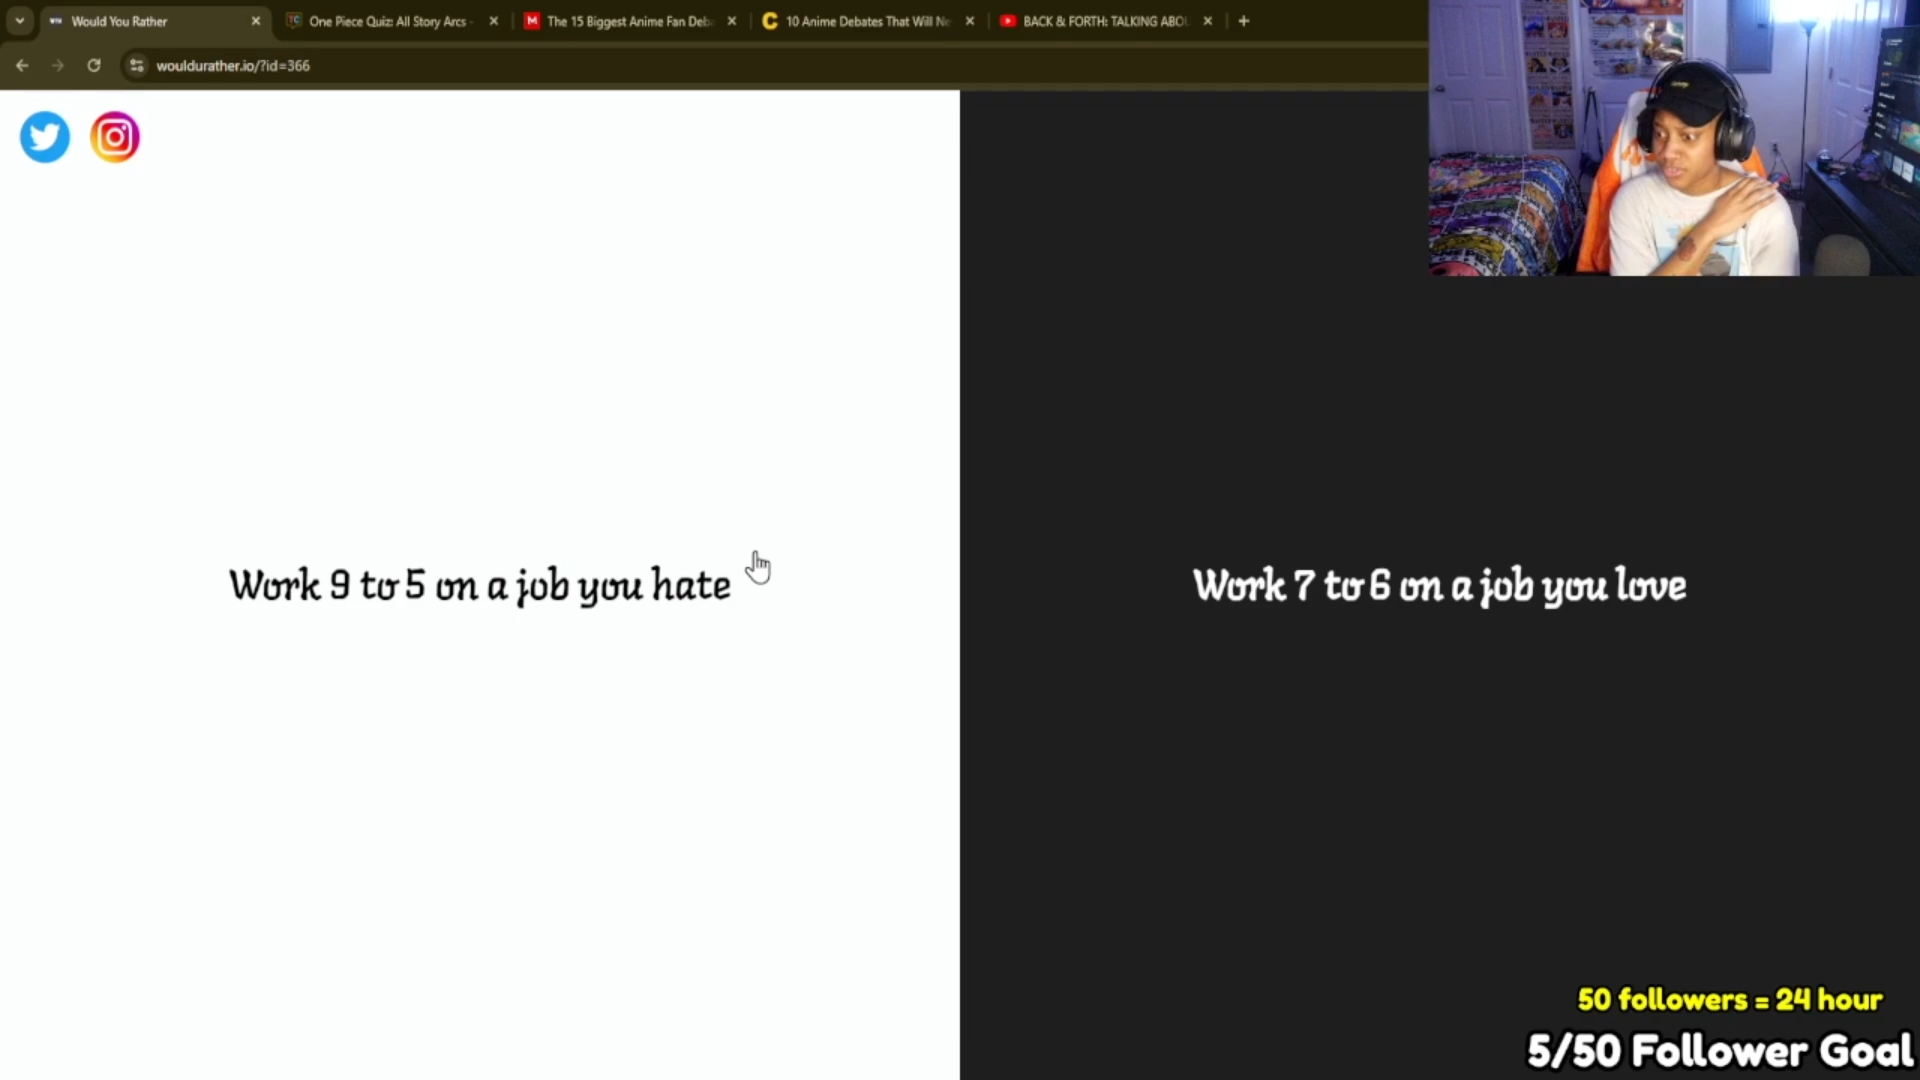 Would You Rather
One Piece Quiz: All Story Arcs
The 15 Biggest Anime Fan
10 Anime Debates That Will
BACK & FORTH: TALKING
wouldurather.io/?id=366
Work 9 to 5 on a job you hate
Work 7 to 6 on a job you love
50 followers = 24 hour
5/50 Follower Goal